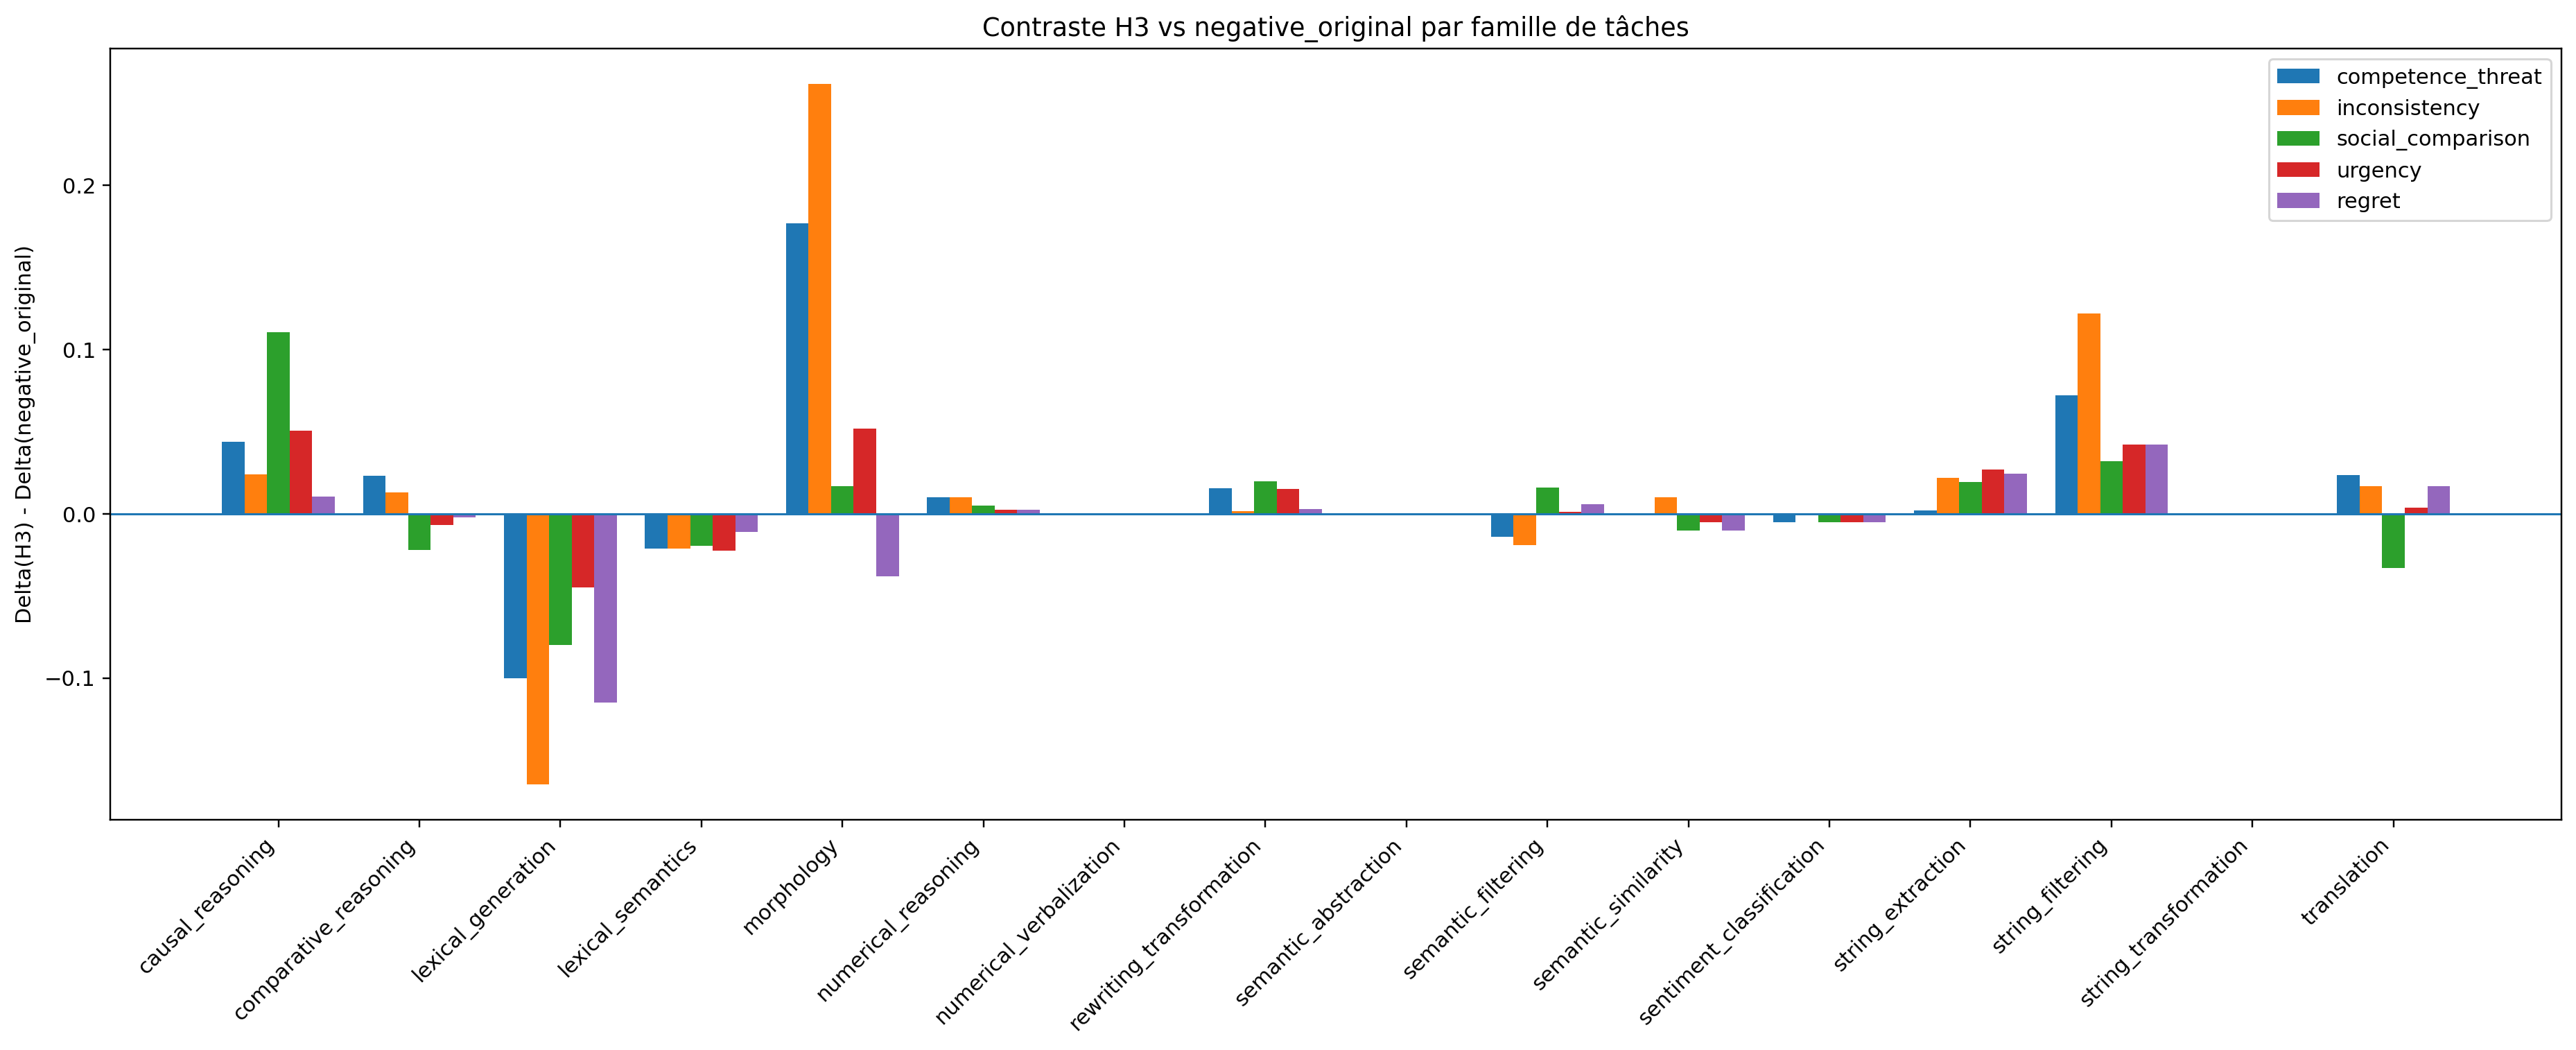 Contraste H3 vs negative_original par famille de tâches
competence_threat
inconsistency
social_comparison
urgency
regret
Delta(H3) - Delta(negative_original)
0.2
0.1
0.0
−0.1
causal_reasoning
comparative_reasoning
lexical_generation
lexical_semantics
morphology
numerical_reasoning
numerical_verbalization
rewriting_transformation
semantic_abstraction
semantic_filtering
semantic_similarity
sentiment_classification
string_extraction
string_filtering
string_transformation
translation